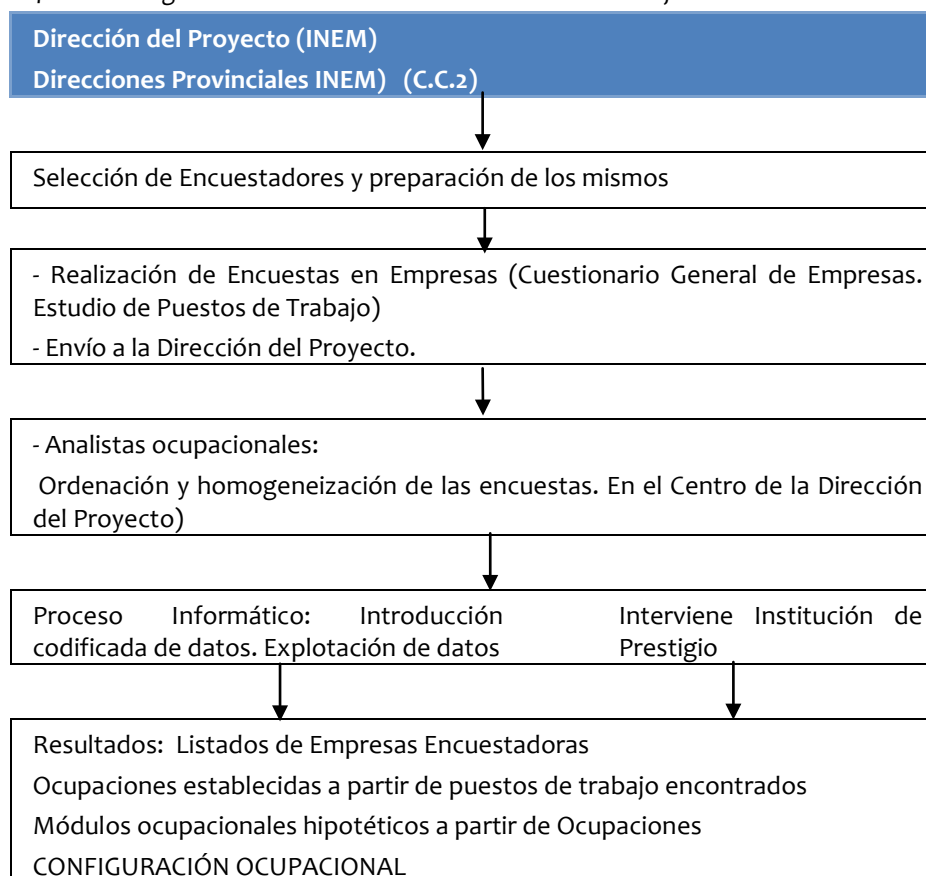 Dirección del Proyecto (INEM)
Direcciones Provinciales INEM) (C.C.2)
Selección de Encuestadores y preparación de los mismos
- Realización de Encuestas en Empresas (Cuestionario General de Empresas.
Estudio de Puestos de Trabajo)
- Envío a la Dirección del Proyecto.
- Analistas ocupacionales:
Ordenación y homogeneización de las encuestas. En el Centro de la Dirección
del Proyecto)
Proceso Informático: Introducción
codificada de datos. Explotación de datos
Interviene Institución de
Prestigio
Resultados: Listados de Empresas Encuestadoras
Ocupaciones establecidas a partir de puestos de trabajo encontrados
Módulos ocupacionales hipotéticos a partir de Ocupaciones
CONFIGURACIÓN OCUPACIONAL